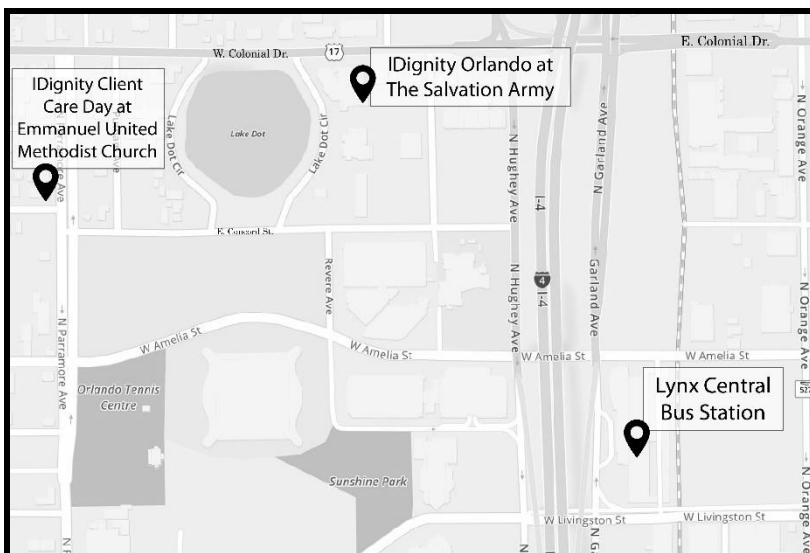 W. Colonial Dr.
17
E. Colonial Dr.
IDignity Orlando at
The Salvation Army
IDignity Client
Care Day at
Emmanuel United
Methodist Church
Lake Dot
Lake Dot Cir
Lake Dot Cir
N Parramore Ave
N Hughey Ave
I-4
N Garland Ave
N Orange Ave
E. Concord St.
Revere Ave
N Hughey Ave
4
I-4
Garland Ave
N Orange Ave
W Amelia St
W Amelia St
W Amelia St
W Amelia St
N Parramore Ave
Orlando Tennis
Centre
Lynx Central
Bus Station
527
Sunshine Park
W Livingston St
W Livingston St
N Orange Ave